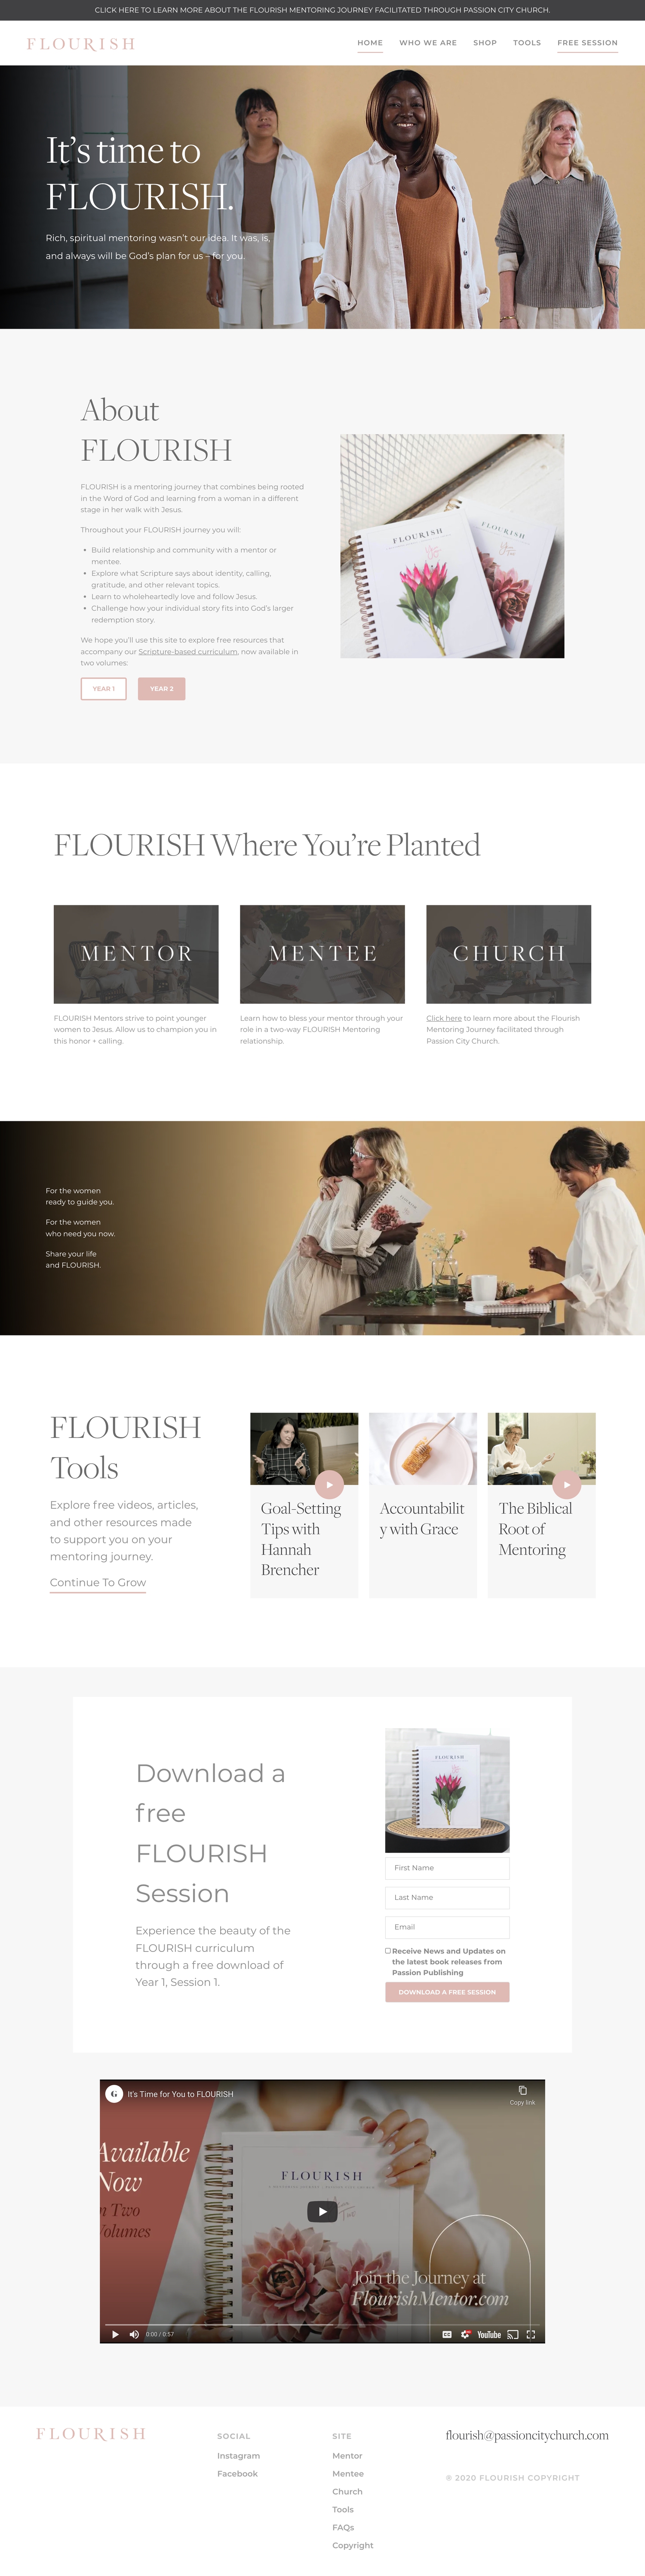 CLICK HERE TO LEARN MORE ABOUT THE FLOURISH MENTORING JOURNEY FACILITATED THROUGH PASSION CITY CHURCH.
FLOURISH
HOME
WHO WE ARE
SHOP
TOOLS
FREE SESSION
It's time to
FLOURISH.
Rich, spiritual mentoring wasn't our idea. It was, is,
and always will be God's plan for us – for you.
About
FLOURISH
FLOURISH is a mentoring journey that combines being rooted
in the Word of God and learning from a woman in a different
stage in her walk with Jesus.
Throughout your FLOURISH journey you will:
• Build relationship and community with a mentor or
mentee.
• Explore what Scripture says about identity, calling,
gratitude, and other relevant topics.
• Learn to wholeheartedly love and follow Jesus.
• Challenge how your individual story fits into God's larger
redemption story.
We hope you'll use this site to explore free resources that
accompany our Scripture-based curriculum, now available in
two volumes:
YEAR 1
YEAR 2
FLOURISH
FLOURISH
FLOURISH Where You're Planted
MENTOR
MENTEE
CHURCH
FLOURISH Mentors strive to point younger
women to Jesus. Allow us to champion you in
this honor + calling.
Learn how to bless your mentor through your
role in a two-way FLOURISH Mentoring
relationship.
Click here to learn more about the Flourish
Mentoring Journey facilitated through
Passion City Church.
For the women
ready to guide you.
For the women
who need you now.
Share your life
and FLOURISH.
FLOURISH
Tools
Explore free videos, articles,
and other resources made
to support you on your
mentoring journey.
Continue To Grow
Goal-Setting
Tips with
Hannah
Brencher
Accountabilit
y with Grace
The Biblical
Root of
Mentoring
Download a
free
FLOURISH
Session
Experience the beauty of the
FLOURISH curriculum
through a free download of
Year 1, Session 1.
FLOURISH
First Name
Last Name
Email
Receive News and Updates on
the latest book releases from
Passion Publishing
DOWNLOAD A FREE SESSION
G
It's Time for You to FLOURISH
Copy link
Available
Now
n Two
Volumes
FLOURISH
Join the Journey at
FlourishMentor.com
0:00 / 0:57
YouTube
FLOURISH
SOCIAL
Instagram
Facebook
SITE
Mentor
Mentee
Church
Tools
FAQs
Copyright
flourish@passioncitychurch.com
© 2020 FLOURISH COPYRIGHT